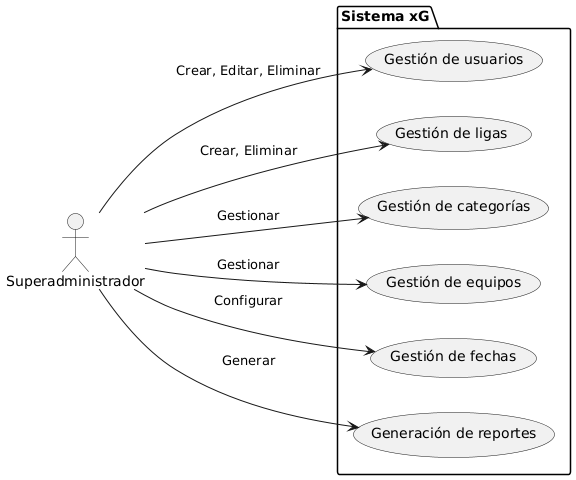 Sistema xG
Crear, Editar, Eliminar
Gestión de usuarios
Crear, Eliminar
Gestión de ligas
Gestionar
Gestión de categorías
Superadministrador
Gestionar
Gestión de equipos
Configurar
Gestión de fechas
Generar
Generación de reportes